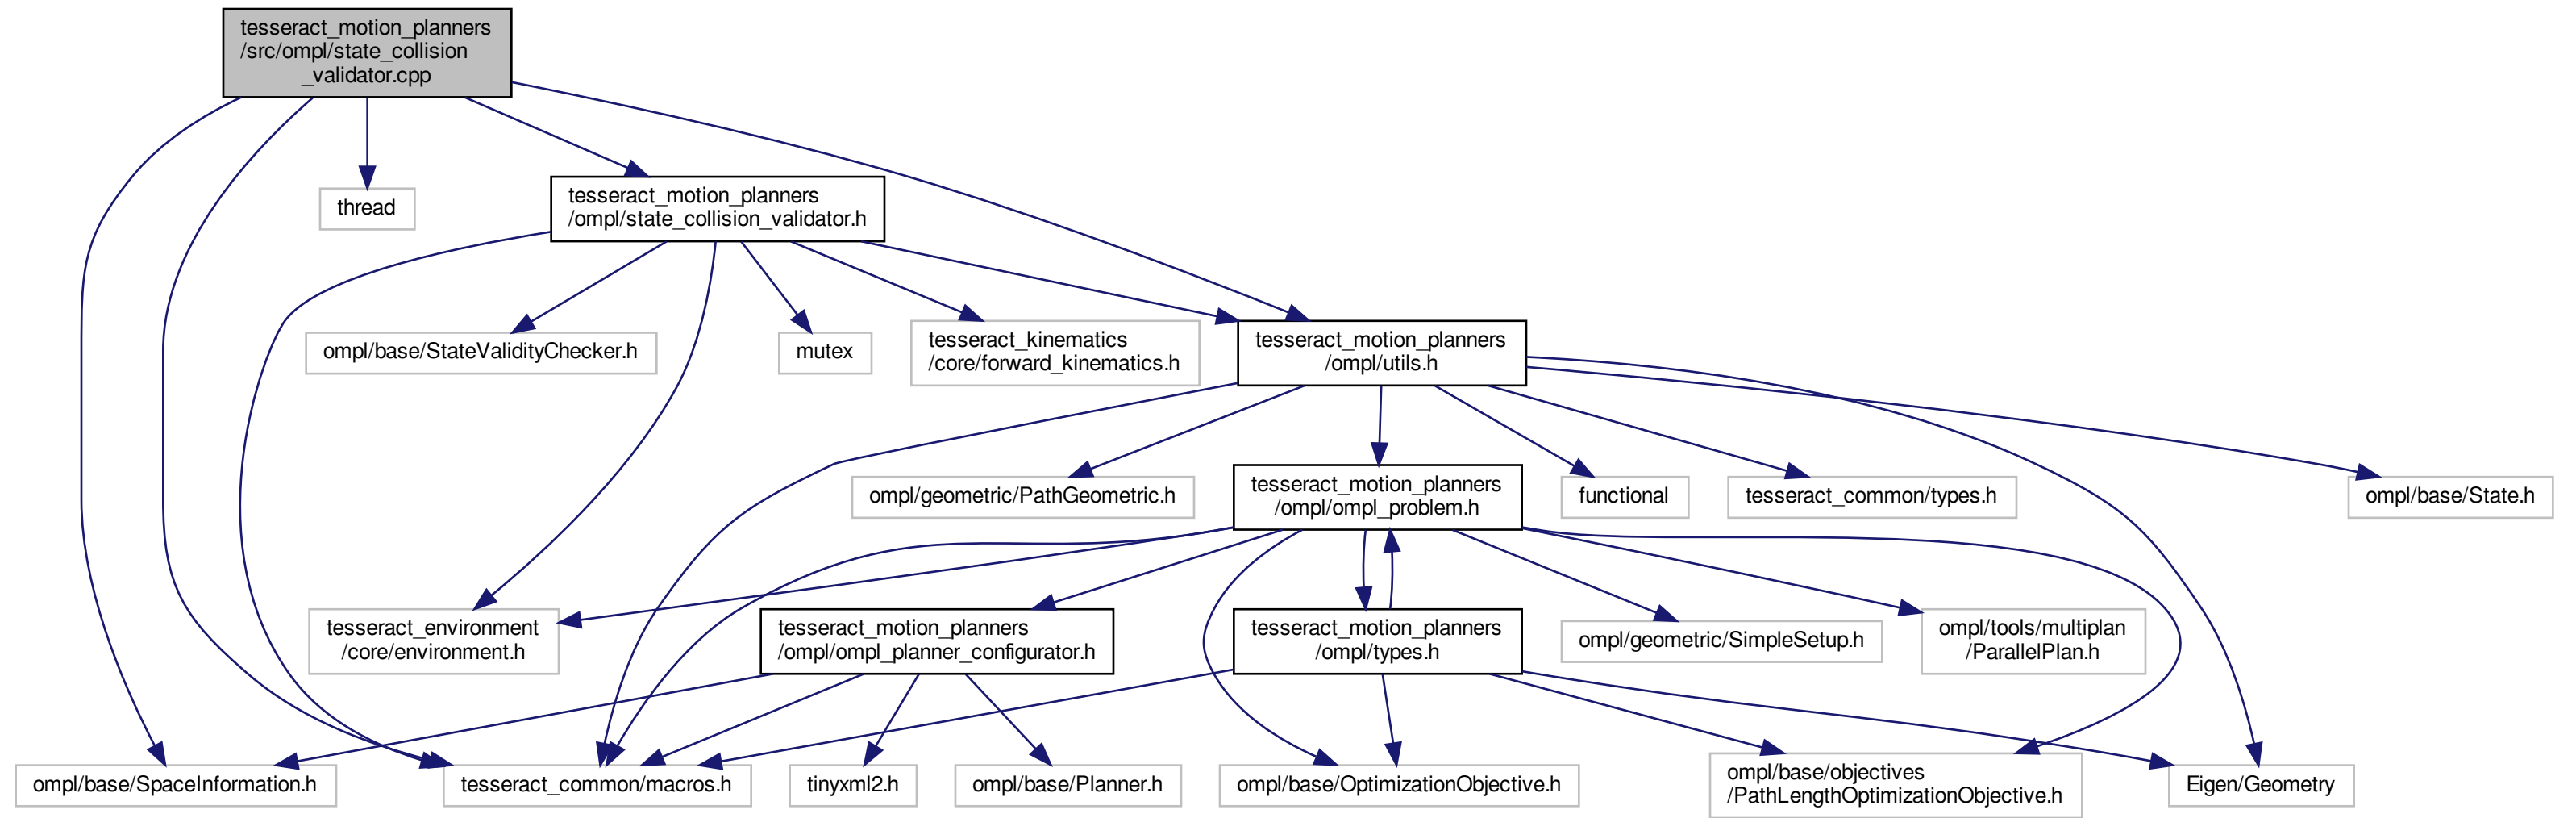 tesseract_motion_planners
/src/ompl/state_collision
_validator.cpp
thread
tesseract_motion_planners
/ompl/state_collision_validator.h
ompl/base/StateValidityChecker.h
mutex
tesseract_kinematics
/core/forward_kinematics.h
tesseract_motion_planners
/ompl/utils.h
ompl/geometric/PathGeometric.h
tesseract_motion_planners
/ompl/ompl_problem.h
functional
tesseract_common/types.h
ompl/base/State.h
tesseract_environment
/core/environment.h
tesseract_motion_planners
/ompl/ompl_planner_configurator.h
tesseract_motion_planners
/ompl/types.h
ompl/geometric/SimpleSetup.h
ompl/tools/multiplan
/ParallelPlan.h
ompl/base/SpaceInformation.h
tesseract_common/macros.h
tinyxml2.h
ompl/base/Planner.h
ompl/base/OptimizationObjective.h
ompl/base/objectives
/PathLengthOptimizationObjective.h
Eigen/Geometry